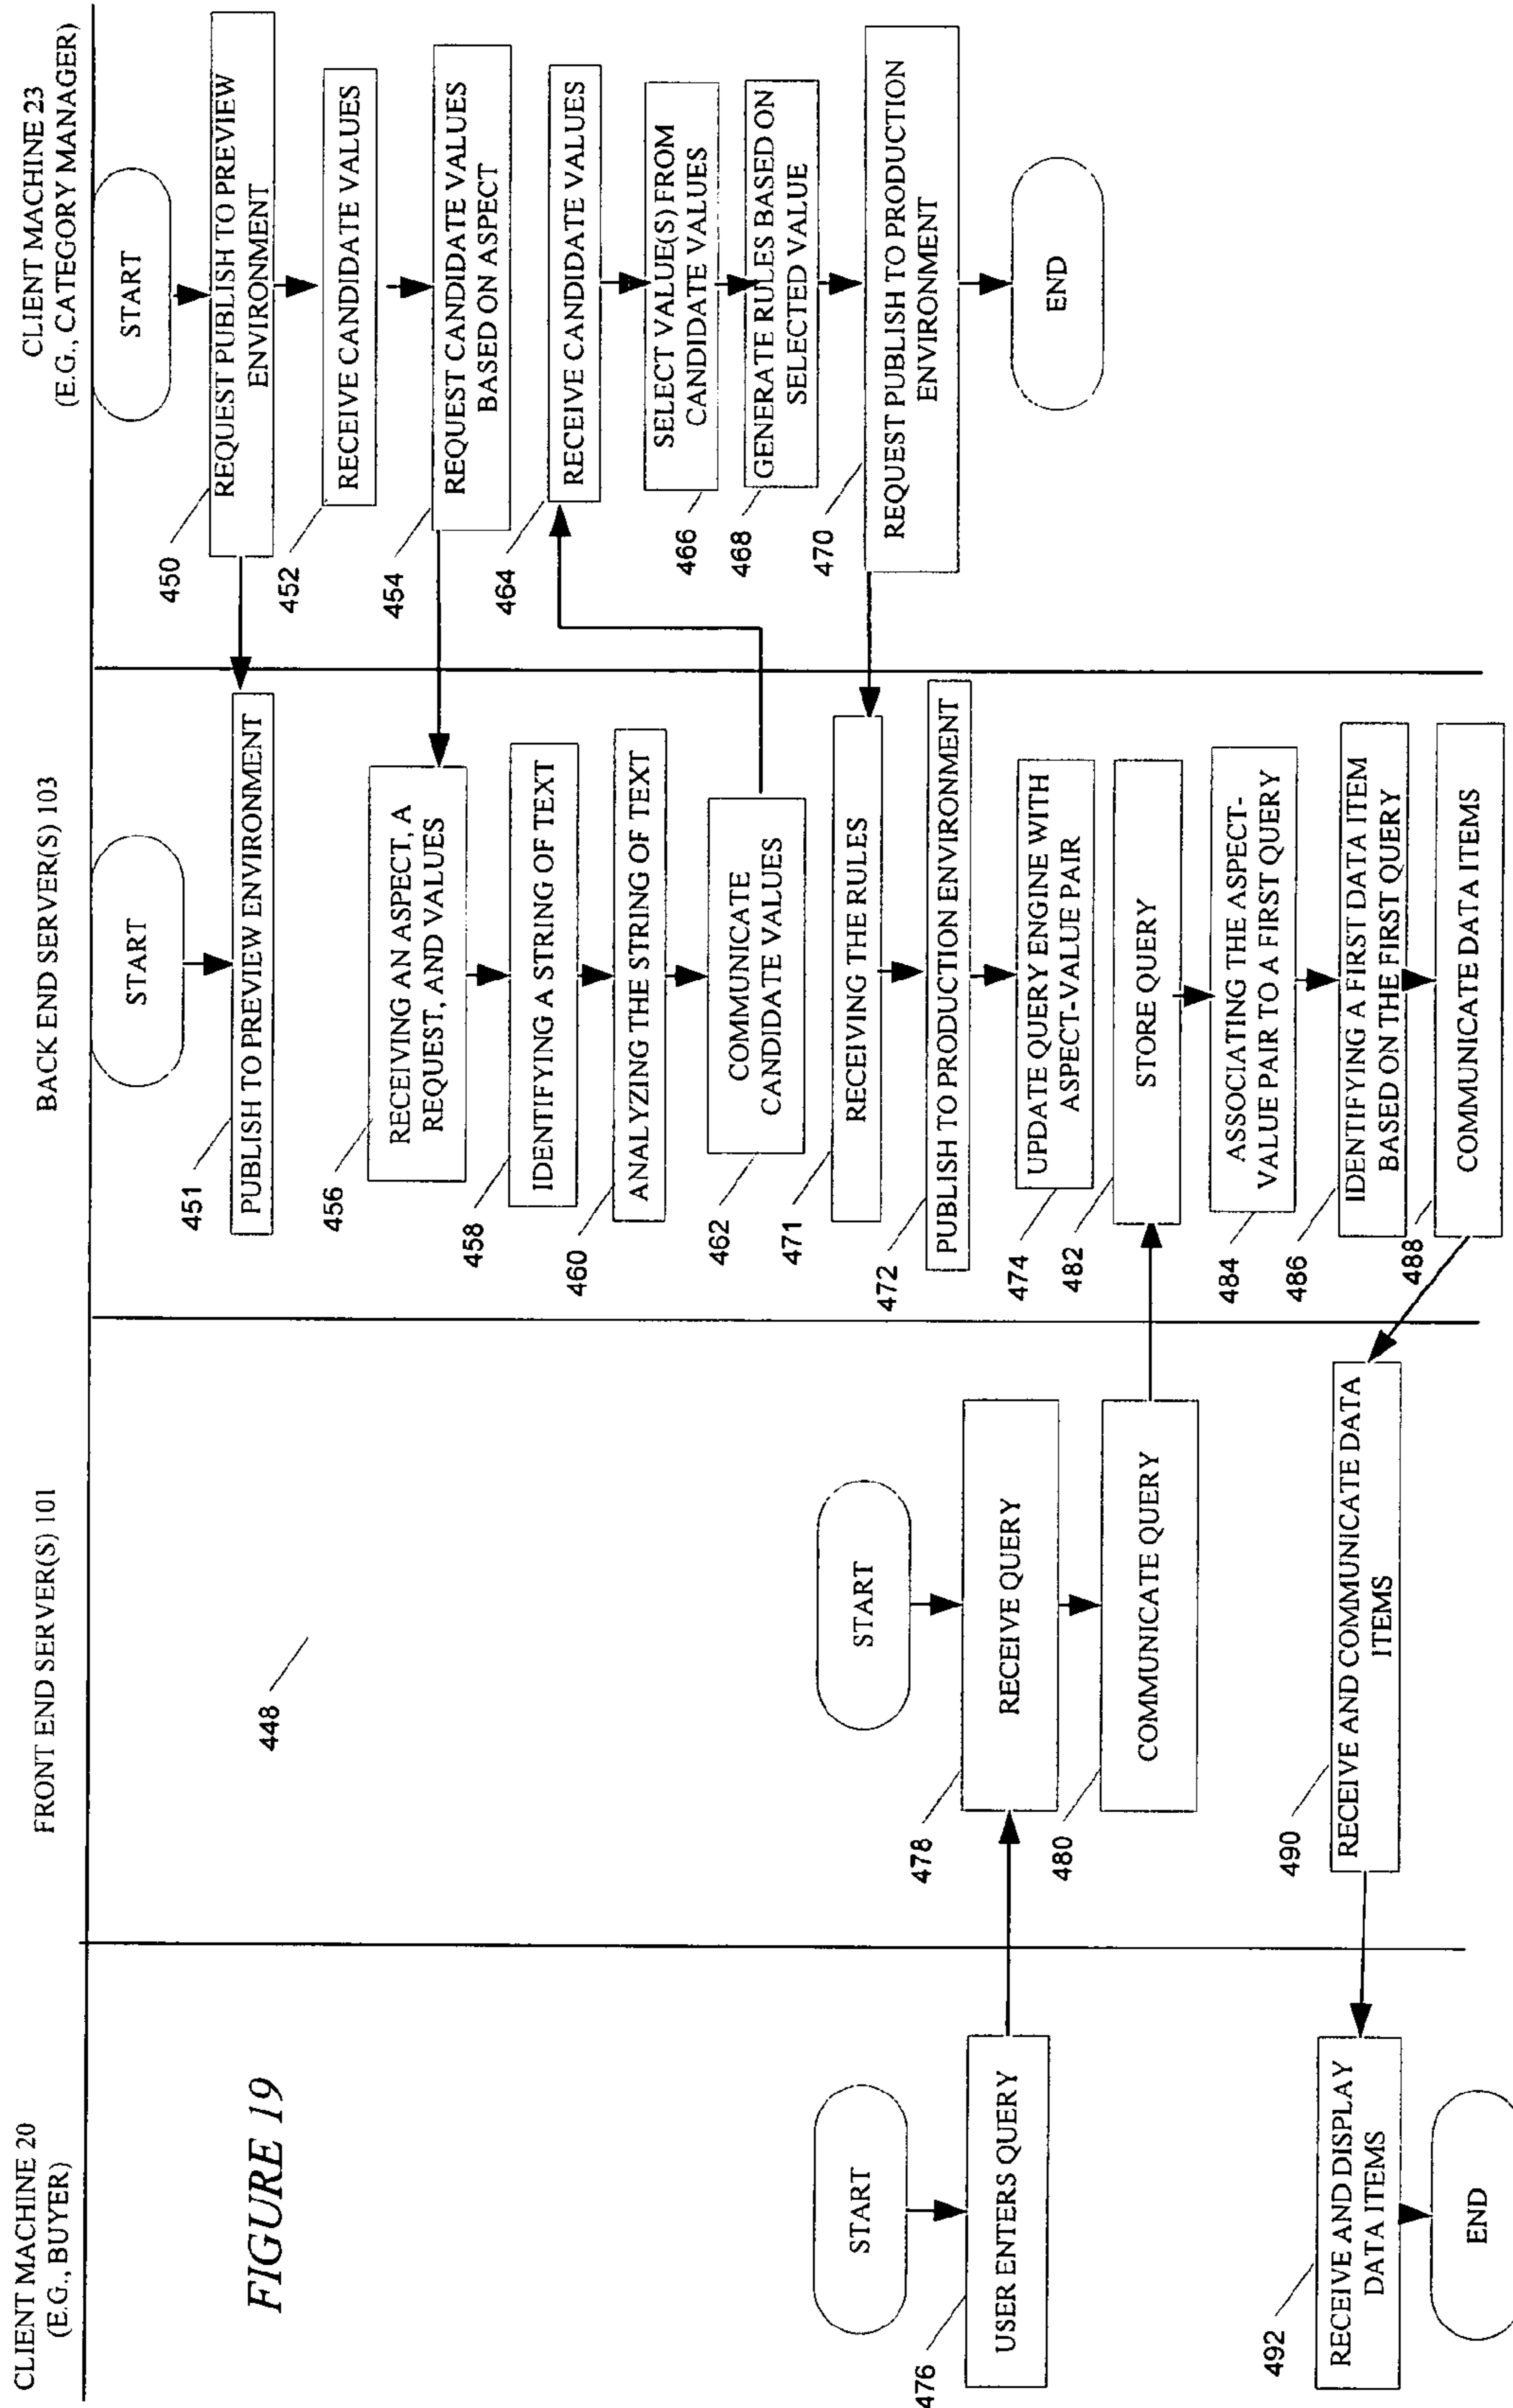 CLIENT MACHINE 20
(E.G., BUYER)
FIGURE 19
START
476
USER ENTERS QUERY
492
RECEIVE AND DISPLAY
DATA ITEMS
END
FRONT END SERVER(S) 101
448
START
478
RECEIVE QUERY
480
COMMUNICATE QUERY
490
RECEIVE AND COMMUNICATE DATA
ITEMS
BACK END SERVER(S) 103
START
451
PUBLISH TO PREVIEW ENVIRONMENT
456
RECEIVING AN ASPECT, A
REQUEST, AND VALUES
458
IDENTIFYING A STRING OF TEXT
460
ANALYZING THE STRING OF TEXT
462
COMMUNICATE
CANDIDATE VALUES
471
RECEIVING THE RULES
472
PUBLISH TO PRODUCTION ENVIRONMENT
474
UPDATE QUERY ENGINE WITH
ASPECT-VALUE PAIR
482
STORE QUERY
484
ASSOCIATING THE ASPECT-
VALUE PAIR TO A FIRST QUERY
486
IDENTIFYING A FIRST DATA ITEM
BASED ON THE FIRST QUERY
488
COMMUNICATE DATA ITEMS
CLIENT MACHINE 23
(E.G., CATEGORY MANAGER)
START
450
REQUEST PUBLISH TO PREVIEW
ENVIRONMENT
452
RECEIVE CANDIDATE VALUES
454
REQUEST CANDIDATE VALUES
BASED ON ASPECT
464
RECEIVE CANDIDATE VALUES
466
SELECT VALUE(S) FROM
CANDIDATE VALUES
468
GENERATE RULES BASED ON
SELECTED VALUE
470
REQUEST PUBLISH TO PRODUCTION
ENVIRONMENT
END